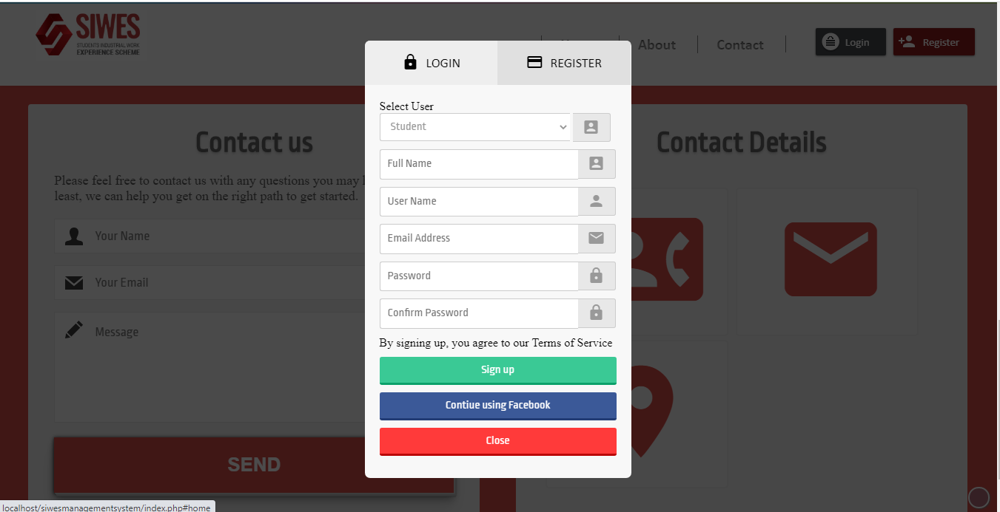 SIWES
STUDENTS INDUSTRIAL WORK
EXPERIENCE SCHEME
About
Contact
Login
Register
LOGIN
REGISTER
Select User
Student
Full Name
User Name
Email Address
Password
Confirm Password
By signing up, you agree to our Terms of Service
Sign up
Contiue using Facebook
Close
Contact us
Please feel free to contact us with any questions you may
least, we can help you get on the right path to get started.
Your Name
Your Email
Message
SEND
Contact Details
localhost/siwesmanagementsystem/index.php#home